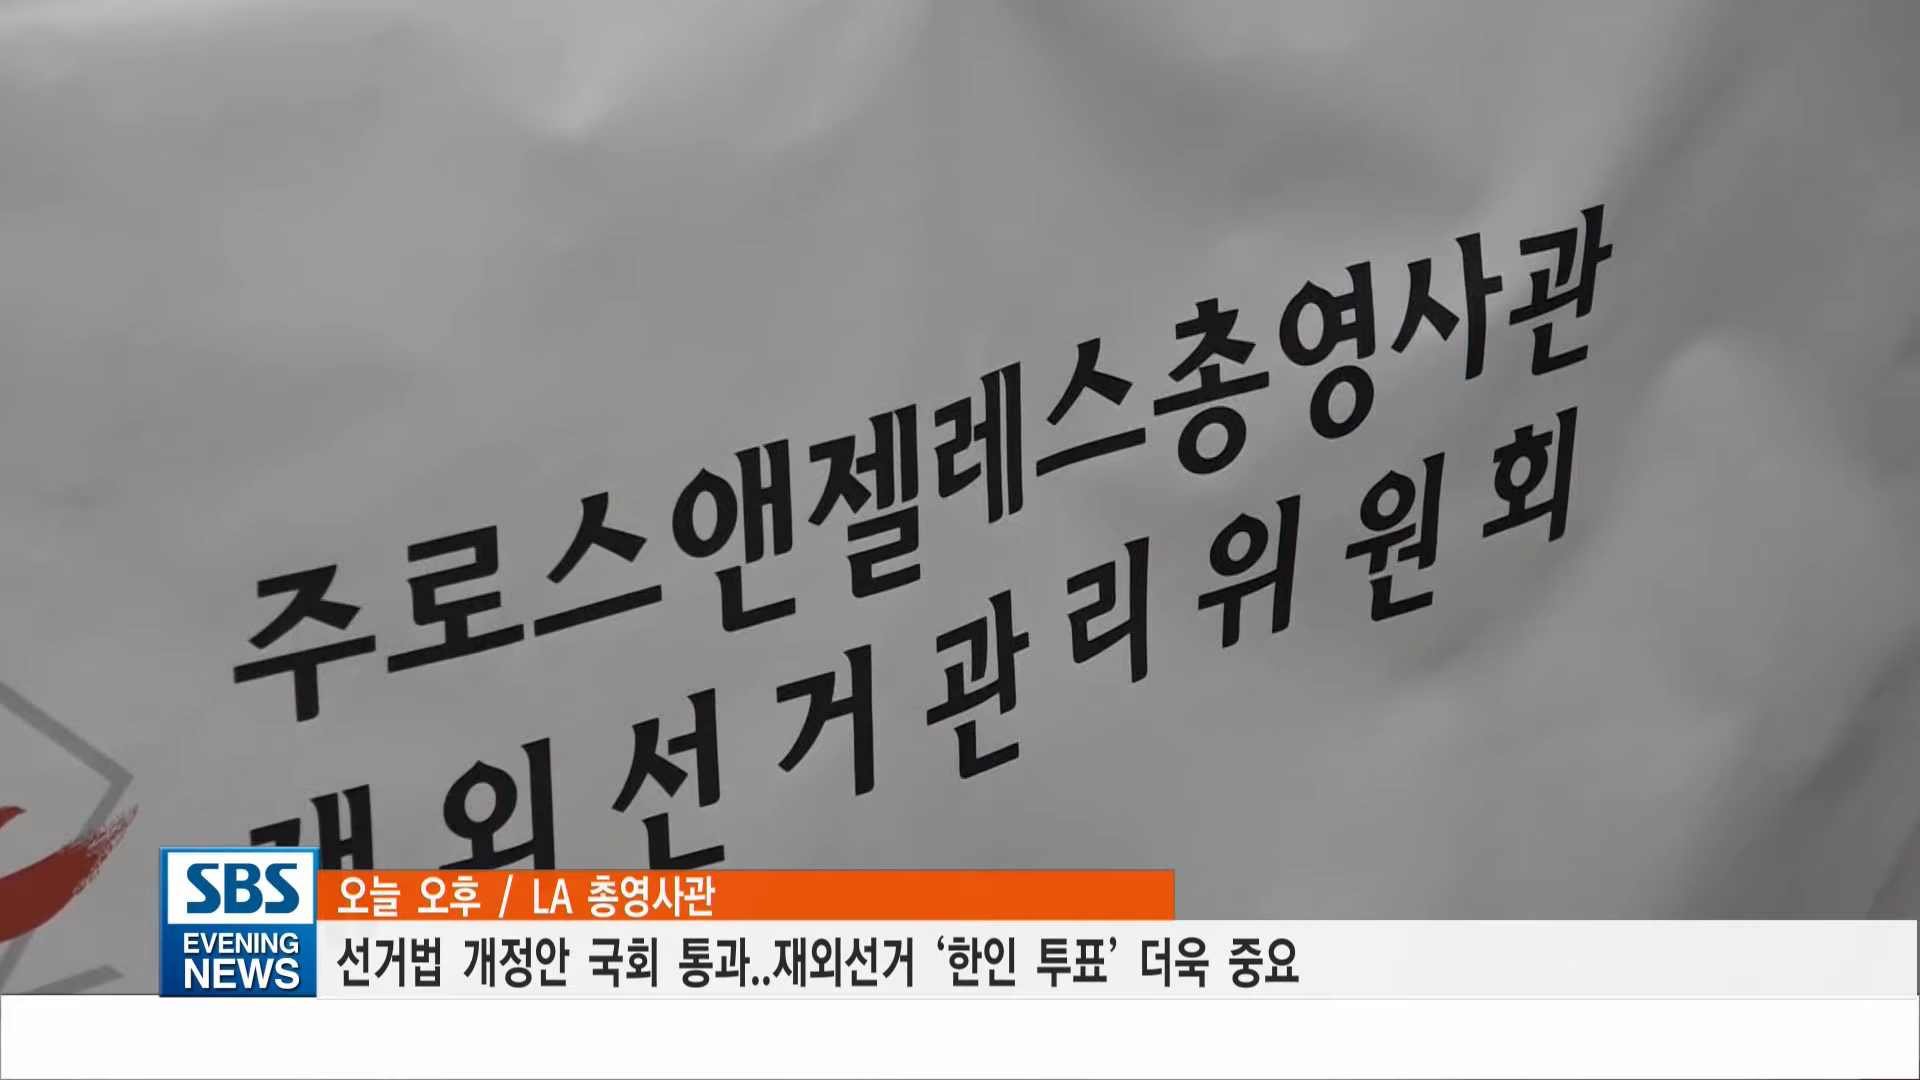 주로스앤젤레스총영사관
재외선거관리위원회
SBS
EVENING
NEWS
오늘 오후 / LA 총영사관
선거법 개정안 국회 통과..재외선거 ‘한인 투표’ 더욱 중요